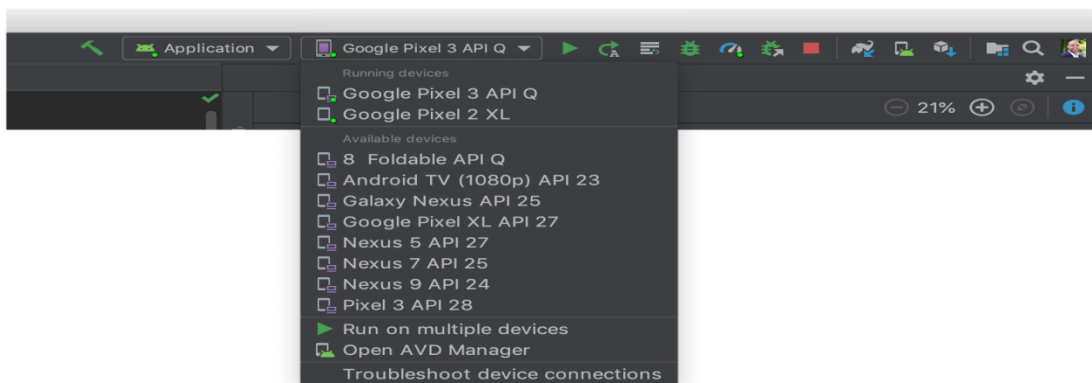 Application
Google Pixel 3 API Q
Running devices
Google Pixel 3 API Q
Google Pixel 2 XL
21%
Available devices
8 Foldable API Q
Android TV (1080p) API 23
Galaxy Nexus API 25
Google Pixel XL API 27
Nexus 5 API 27
Nexus 7 API 25
Nexus 9 API 24
Pixel 3 API 28
Run on multiple devices
Open AVD Manager
Troubleshoot device connections